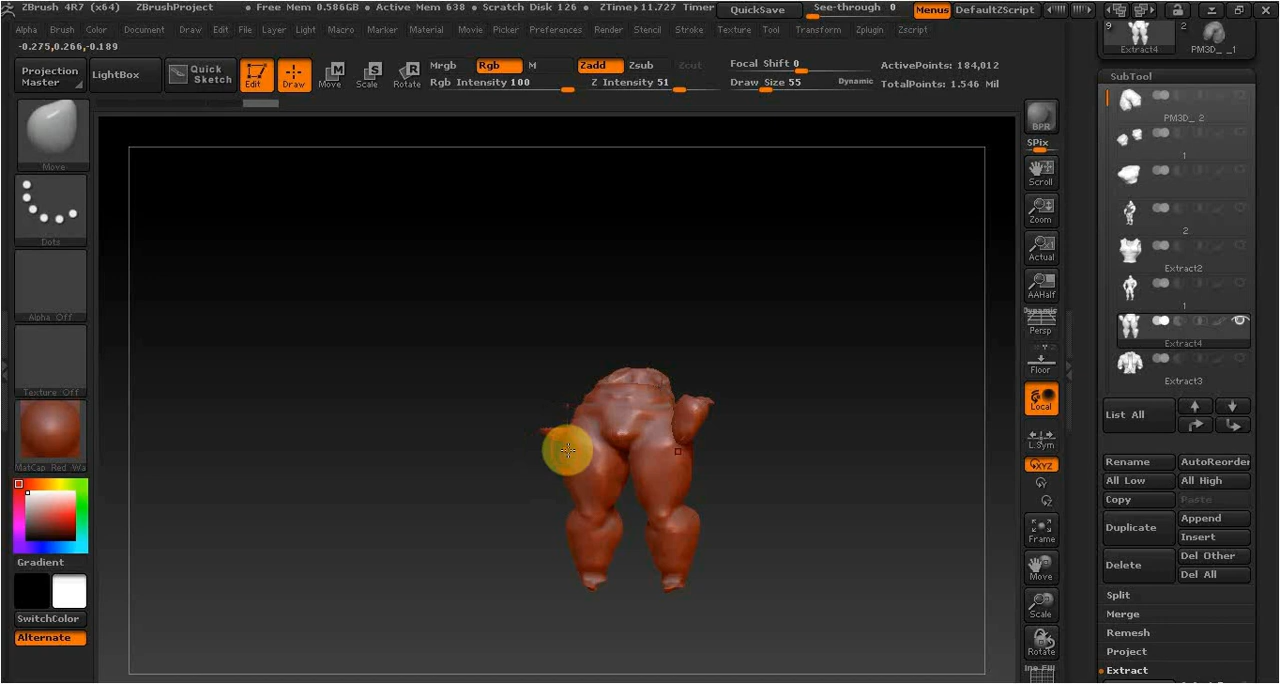 ZBrush 4R7 (x64) ZBrushProject • Free Mem 0.586GB • Active Mem 638 • Scratch Disk 126 • ZTime▸11.727 Timer QuickSave See-through 0 Menus DefaultZScript
Alpha Brush Color Document Draw Edit File Layer Light Macro Marker Material Movie Picker Preferences Render Stencil Stroke Texture Tool Transform Zplugin Zscript
-0.275,0.266,-0.189
Projection Master
LightBox
Quick Sketch
Edit
Draw
Move
Scale
Rotate
Mrgb Rgb M
Rgb Intensity 100
Zadd Zsub Zcut
Z Intensity 51
Focal Shift 0
Draw Size 55 Dynamic
ActivePoints: 184,012
TotalPoints: 1.546 Mil
Move
Dots
Alpha Off
Texture Off
MatCap Red Wa
Gradient
SwitchColor
Alternate
BPR
SPix
Scroll
Zoom
Actual
AAHalf
Dynamic
Persp
Floor
Local
L.Sym
XYZ
Frame
Move
Scale
Rotate
9
Extract4
2
PM3D_ _1
SubTool
PM3D_ 2
1
2
Extract2
1
Extract4
Extract3
List All
Rename AutoReorder
All Low All High
Copy Paste
Duplicate
Append
Insert
Delete
Del Other
Del All
Split
Merge
Remesh
Project
Extract